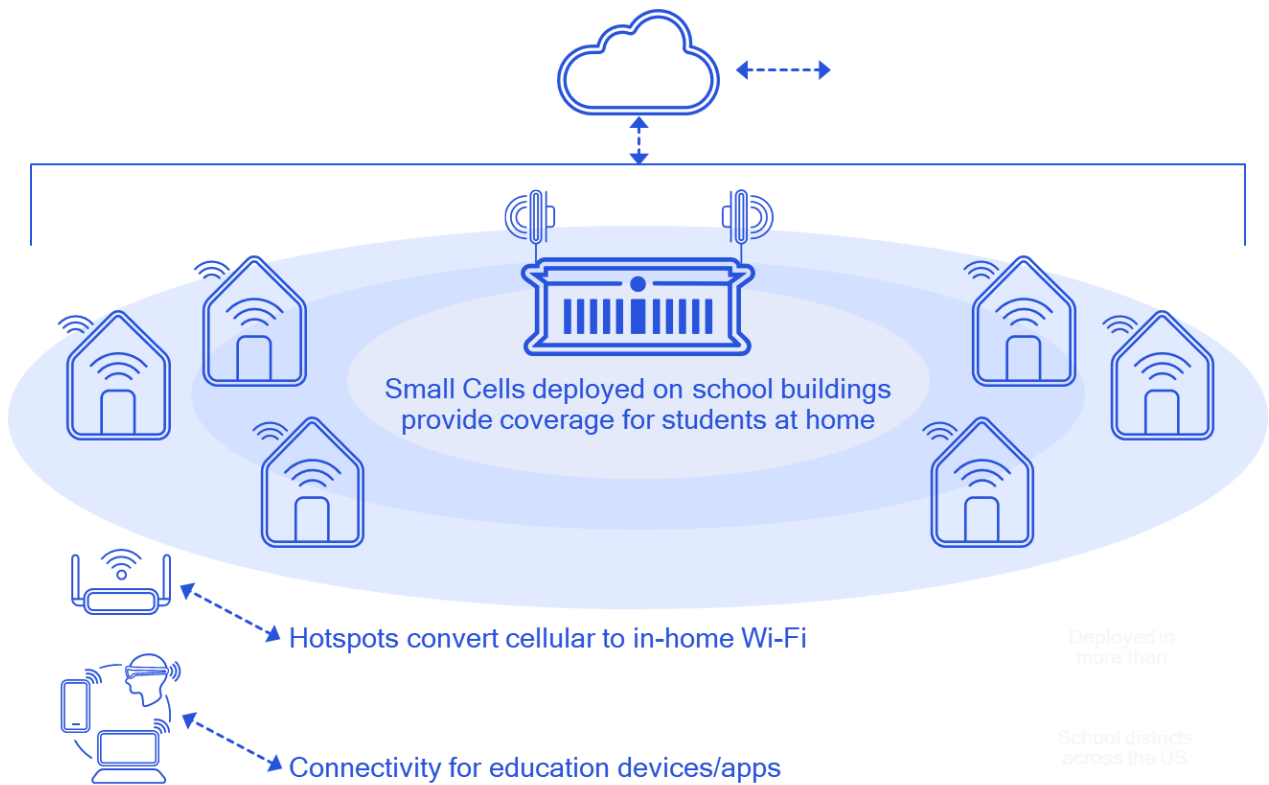 Small Cells deployed on school buildings
provide coverage for students at home
Hotspots convert cellular to in-home Wi-Fi
Deployed in
more than
School districts
across the US
Connectivity for education devices/apps